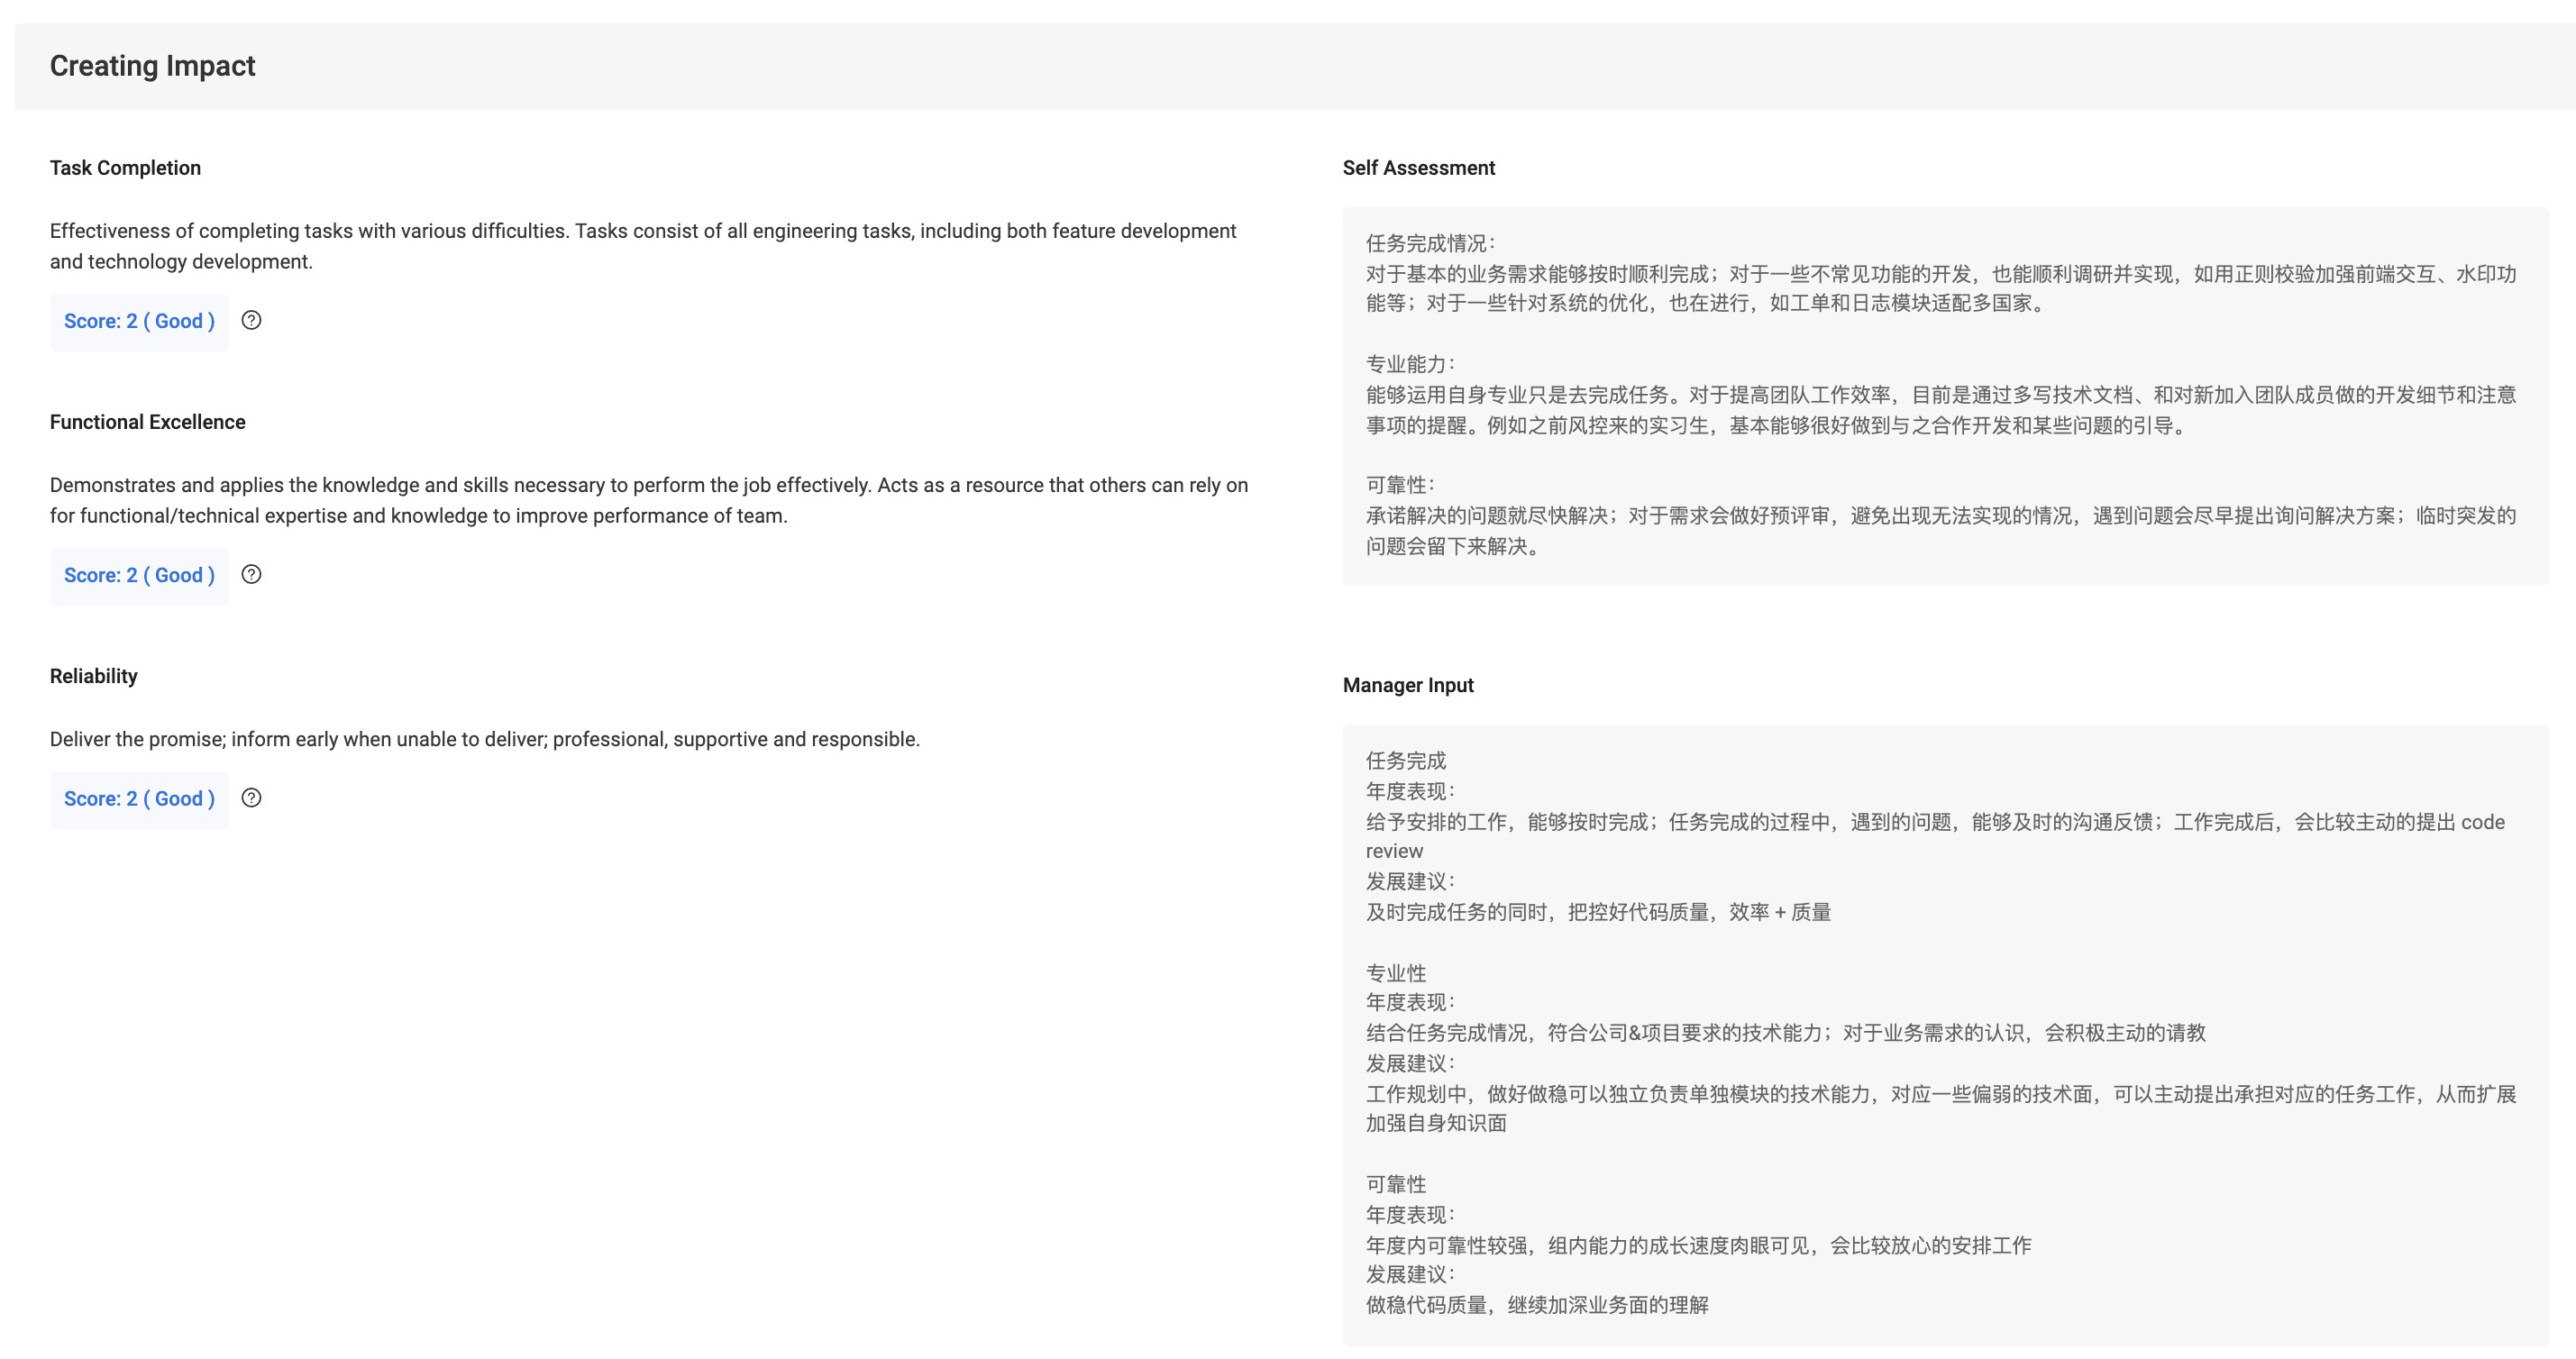 Creating Impact
Task Completion
Effectiveness of completing tasks with various difficulties. Tasks consist of all engineering tasks, including both feature development
and technology development.
Score: 2 ( Good )
Functional Excellence
Demonstrates and applies the knowledge and skills necessary to perform the job effectively. Acts as a resource that others can rely on
for functional/technical expertise and knowledge to improve performance of team.
Score: 2 ( Good )
Reliability
Deliver the promise; inform early when unable to deliver; professional, supportive and responsible.
Score: 2 ( Good )
Self Assessment
任务完成情况：
对于基本的业务需求能够按时顺利完成；对于一些不常见功能的开发，也能顺利调研并实现，如用正则校验加强前端交互、水印功
能等；对于一些针对系统的优化，也在进行，如工单和日志模块适配多国家。
专业能力：
能够运用自身专业只是去完成任务。对于提高团队工作效率，目前是通过多写技术文档、和对新加入团队成员做的开发细节和注意
事项的提醒。例如之前风控来的实习生，基本能够很好做到与之合作开发和某些问题的引导。
可靠性：
承诺解决的问题就尽快解决；对于需求会做好预评审，避免出现无法实现的情况，遇到问题会尽早提出询问解决方案；临时突发的
问题会留下来解决。
Manager Input
任务完成
年度表现：
给予安排的工作，能够按时完成；任务完成的过程中，遇到的问题，能够及时的沟通反馈；工作完成后，会比较主动的提出 code
review
发展建议：
及时完成任务的同时，把控好代码质量，效率 + 质量
专业性
年度表现：
结合任务完成情况，符合公司&项目要求的技术能力；对于业务需求的认识，会积极主动的请教
发展建议：
工作规划中，做好做稳可以独立负责单独模块的技术能力，对应一些偏弱的技术面，可以主动提出承担对应的任务工作，从而扩展
加强自身知识面
可靠性
年度表现：
年度内可靠性较强，组内能力的成长速度肉眼可见，会比较放心的安排工作
发展建议：
做稳代码质量，继续加深业务面的理解